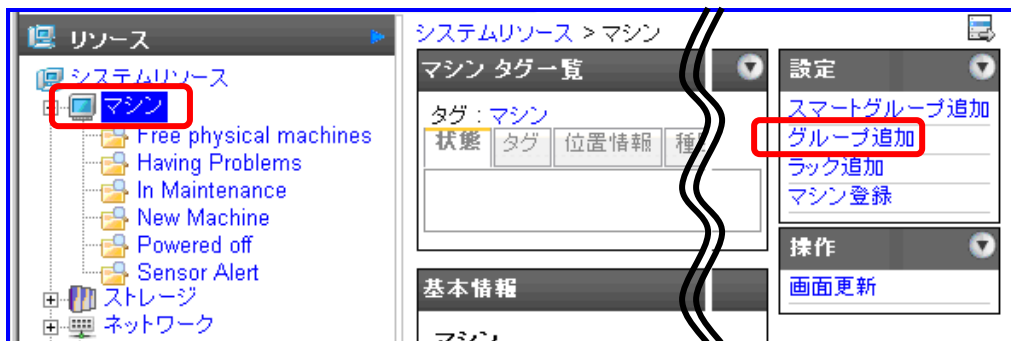 リソース
システムリソース
マシン
Free physical machines
Having Problems
In Maintenance
New Machine
Powered off
Sensor Alert
ストレージ
ネットワーク
システムリソース > マシン
マシン タグ一覧
タグ : マシン
状態 タグ 位置情報
基本情報
マシン
設定
スマートグループ追加
グループ追加
ラック追加
マシン登録
操作
画面更新